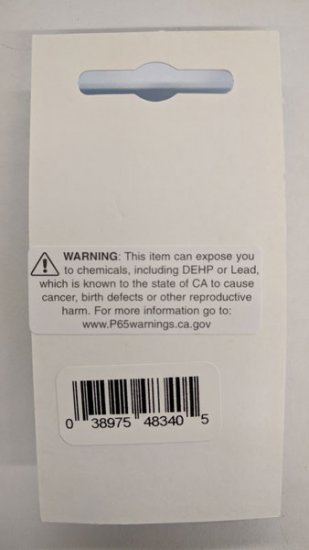 WARNING: This item can expose you
to chemicals, including DEHP or Lead,
which is known to the state of CA to cause
cancer, birth defects or other reproductive
harm. For more information go to:
www.P65warnings.ca.gov
0 38975 48340 5